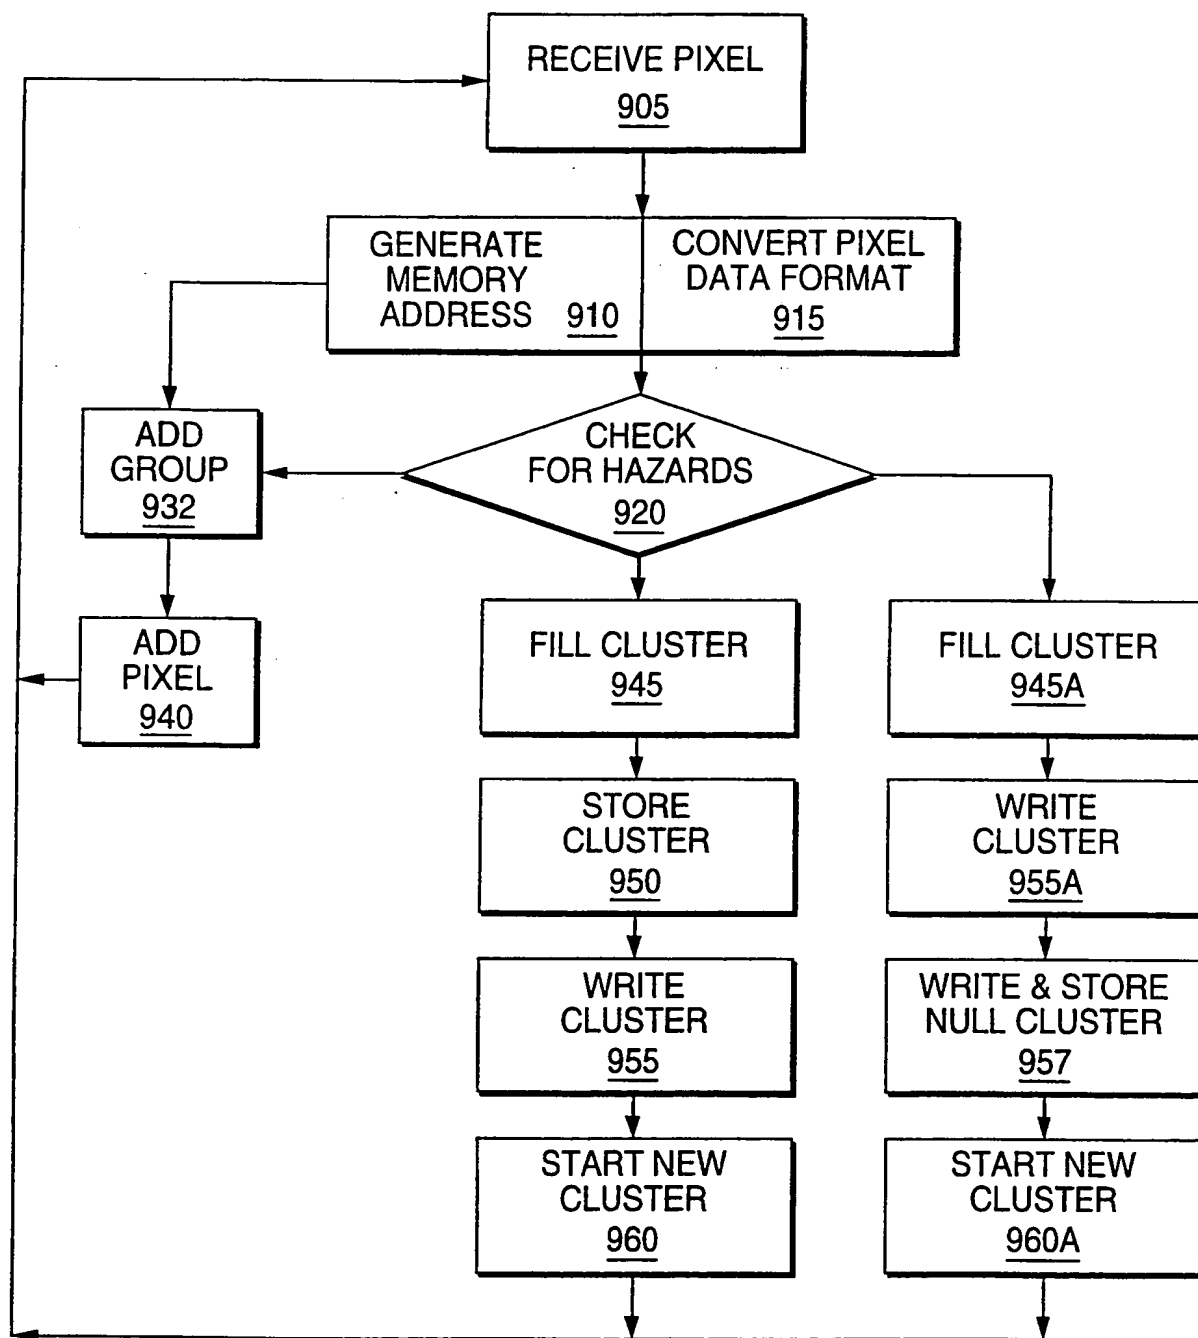 RECEIVE PIXEL
905
GENERATE
MEMORY
ADDRESS 910
CONVERT PIXEL
DATA FORMAT
915
CHECK
FOR HAZARDS
920
ADD
GROUP
932
ADD
PIXEL
940
FILL CLUSTER
945
STORE
CLUSTER
950
WRITE
CLUSTER
955
START NEW
CLUSTER
960
FILL CLUSTER
945A
WRITE
CLUSTER
955A
WRITE & STORE
NULL CLUSTER
957
START NEW
CLUSTER
960A